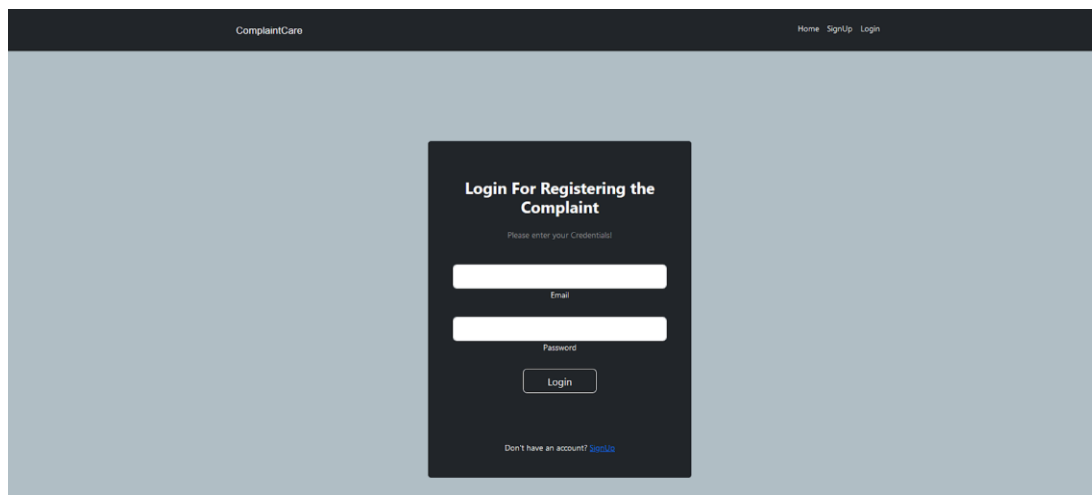 ComplaintCare
Home SignUp Login
Login For Registering the
Complaint
Please enter your Credentials!
Email
Password
Login
Don't have an account? SignUp